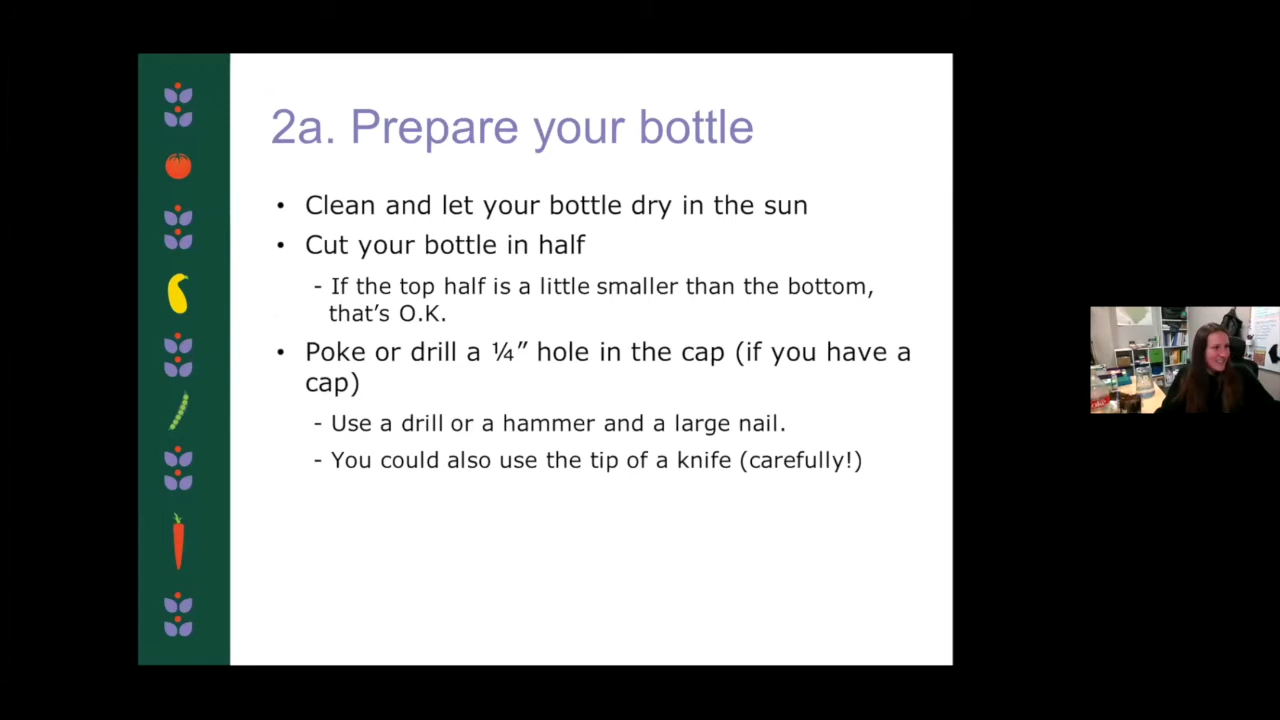 2a. Prepare your bottle
• Clean and let your bottle dry in the sun
• Cut your bottle in half
- If the top half is a little smaller than the bottom,
that’s O.K.
• Poke or drill a ¼” hole in the cap (if you have a
cap)
- Use a drill or a hammer and a large nail.
- You could also use the tip of a knife (carefully!)